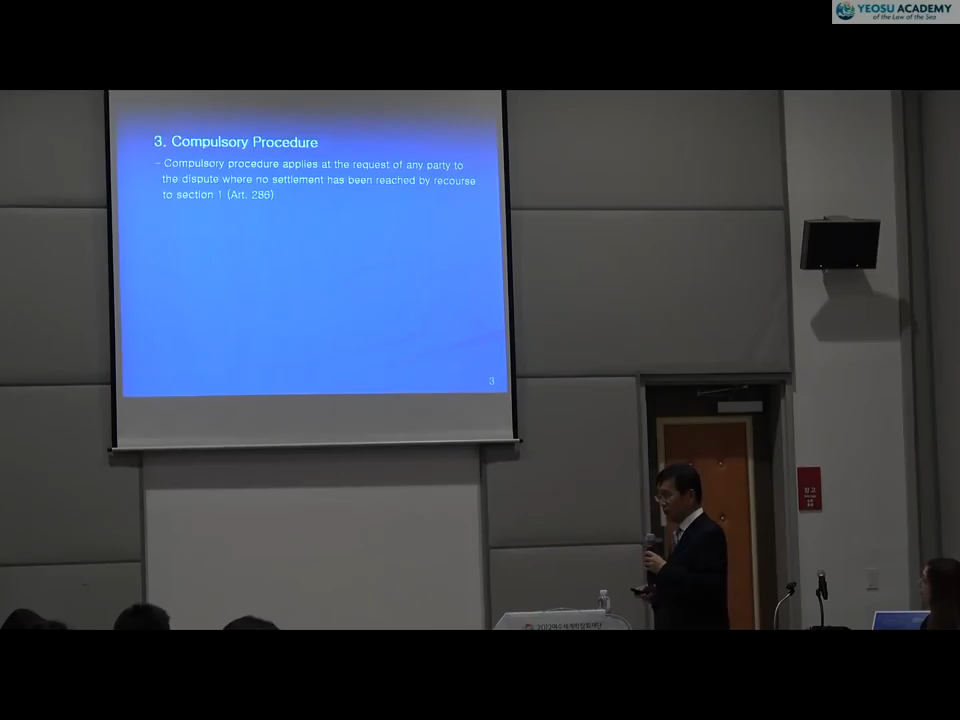 YEOSU ACADEMY
of the Law of the Sea
3. Compulsory Procedure
- Compulsory procedure applies at the request of any party to
the dispute where no settlement has been reached by recourse
to section 1 (Art. 286)
3